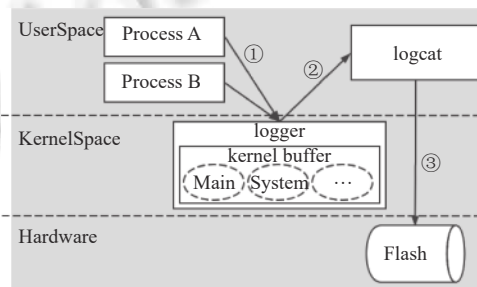 UserSpace
Process A
①
②
logcat
Process B
KernelSpace
logger
kernel buffer
Main
System
…
③
Hardware
Flash